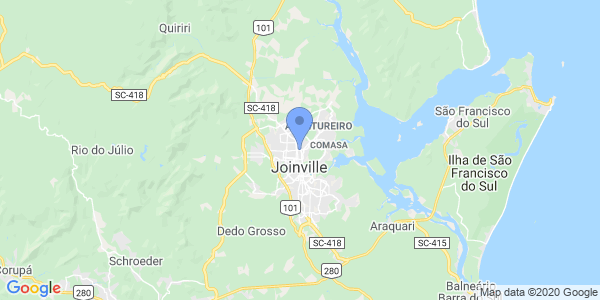 Quiriri
101
SC-418
SC-418
São Francisco
do Sul
TUREIRO
COMASA
Rio do Júlio
Joinville
Ilha de São
Francisco
do Sul
101
Araquari
Dedo Grosso
SC-418
SC-415
Schroeder
280
Corupá
280
Balneário
Barra do
Google
Map data ©2020 Google